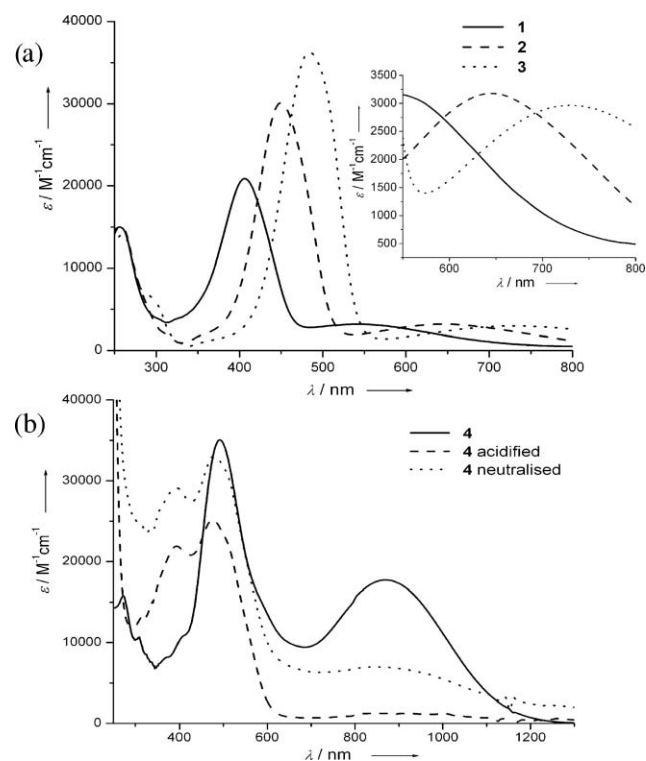 (a)
1
2
3
40000
30000
20000
10000
0
ε / M⁻¹cm⁻¹
300 400 500 600 700 800
λ / nm
3500
3000
2500
2000
1500
1000
500
ε / M⁻¹cm⁻¹
600 700 800
λ / nm
(b)
4
4 acidified
4 neutralised
40000
30000
20000
10000
0
ε / M⁻¹cm⁻¹
400 600 800 1000 1200
λ / nm